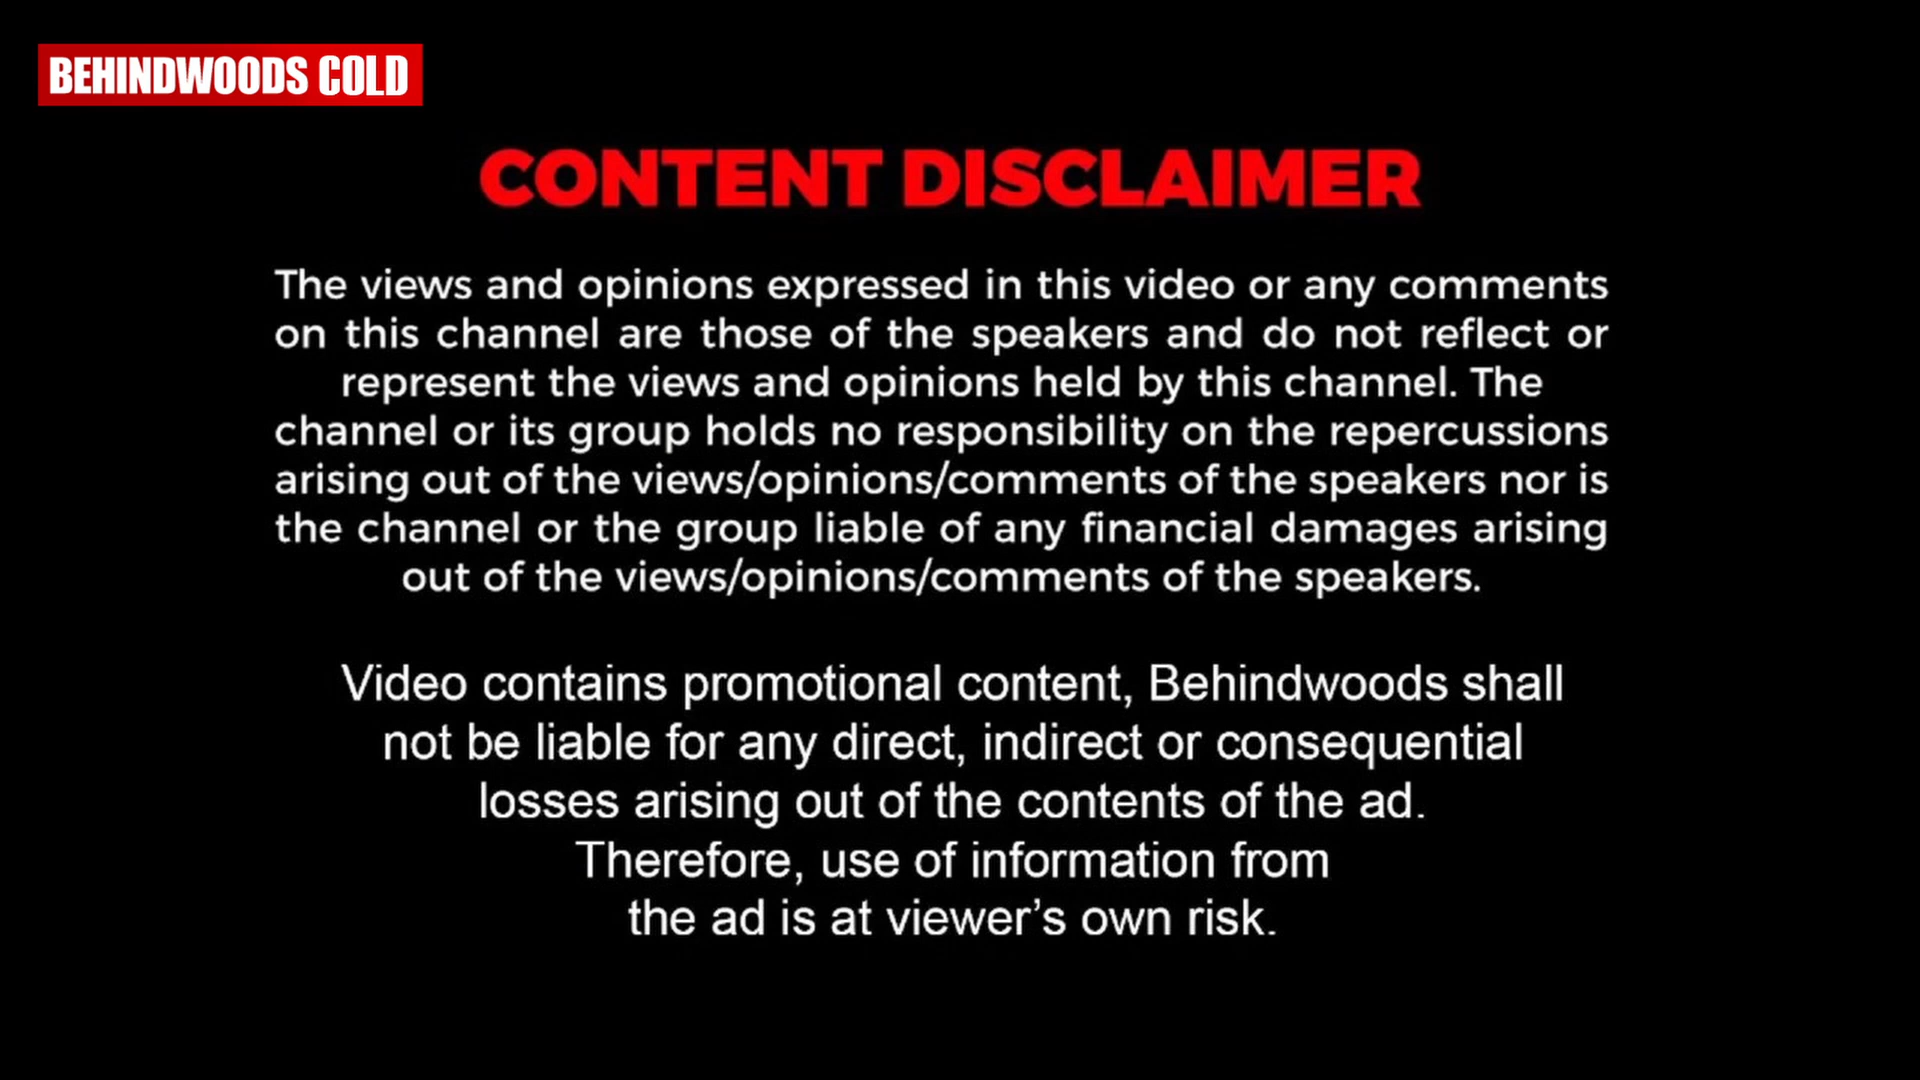 BEHINDWOODS COLD
CONTENT DISCLAIMER
The views and opinions expressed in this video or any comments
on this channel are those of the speakers and do not reflect or
represent the views and opinions held by this channel. The
channel or its group holds no responsibility on the repercussions
arising out of the views/opinions/comments of the speakers nor is
the channel or the group liable of any financial damages arising
out of the views/opinions/comments of the speakers.
Video contains promotional content, Behindwoods shall
not be liable for any direct, indirect or consequential
losses arising out of the contents of the ad.
Therefore, use of information from
the ad is at viewer’s own risk.